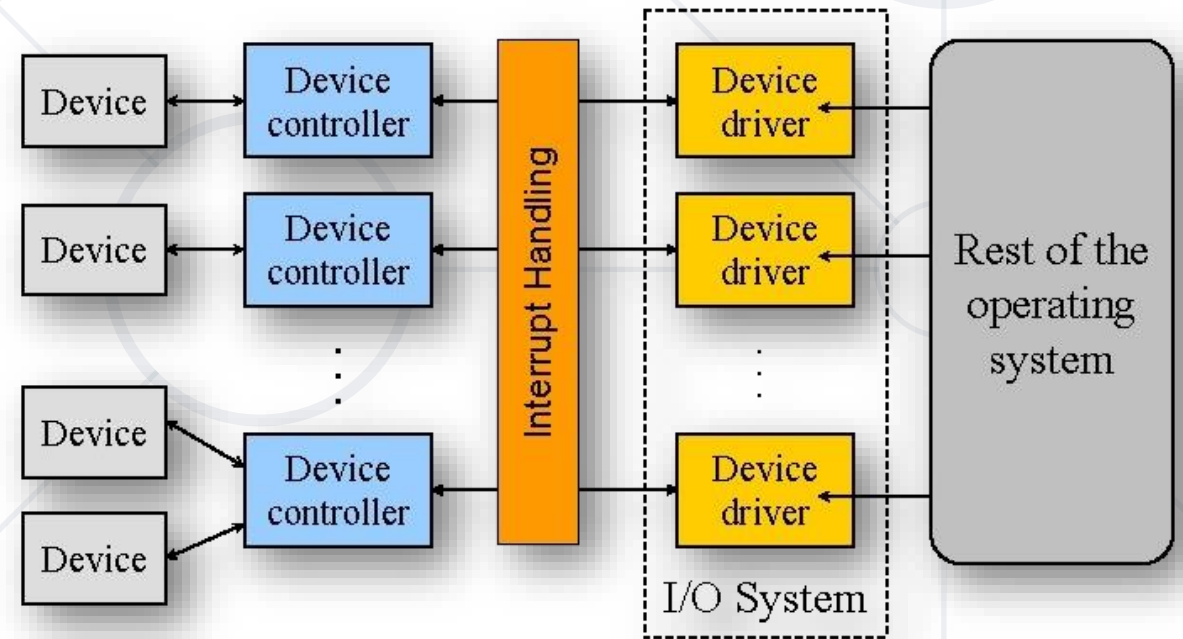 Device
Device
controller
Device
driver
Device
Device
controller
Device
driver
Interrupt Handling
Rest of the
operating
system
Device
Device
Device
controller
Device
driver
I/O System